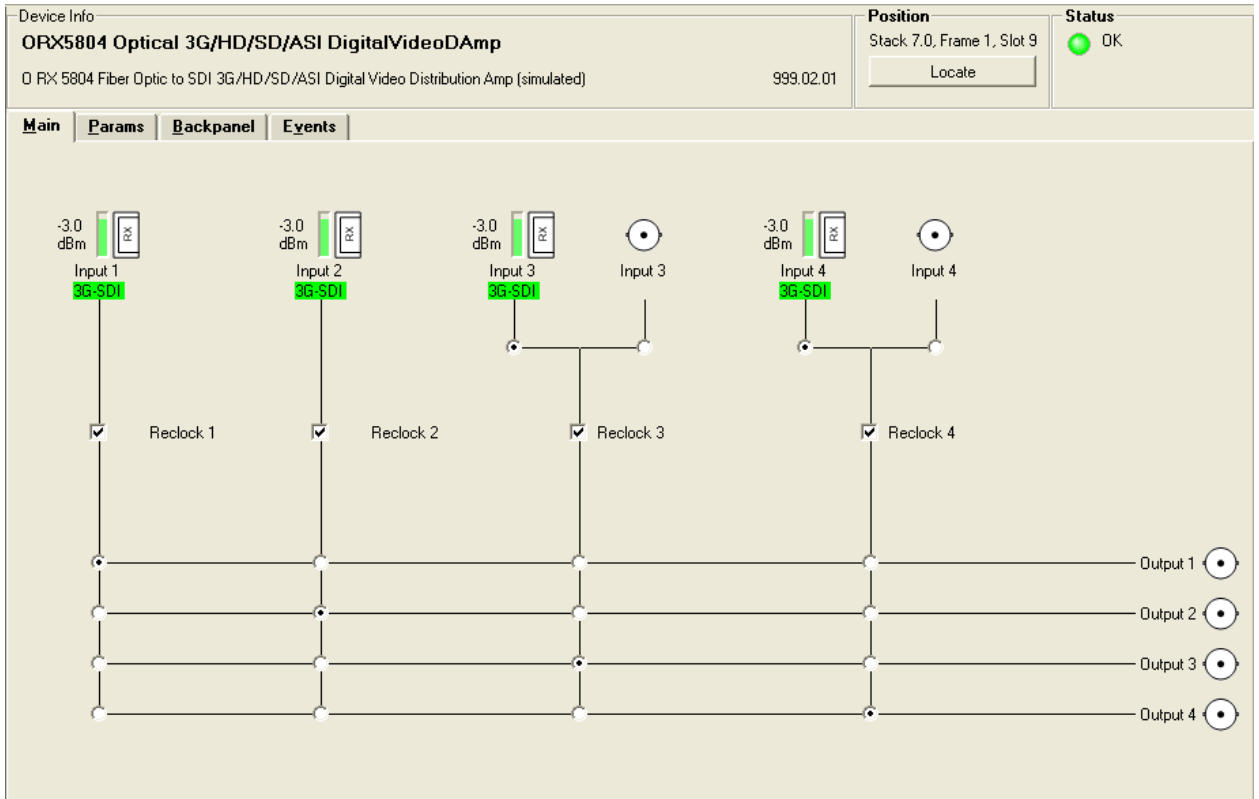 Device Info
ORX5804 Optical 3G/HD/SD/ASI DigitalVideoDAmp
O RX 5804 Fiber Optic to SDI 3G/HD/SD/ASI Digital Video Distribution Amp (simulated) 999.02.01
Position
Stack 7.0, Frame 1, Slot 9
Locate
Status
OK
Main Params Backpanel Events
-3.0 dBm RX
Input 1
3G-SDI
-3.0 dBm RX
Input 2
3G-SDI
-3.0 dBm RX
Input 3
3G-SDI
Input 3
-3.0 dBm RX
Input 4
3G-SDI
Input 4
Reclock 1 Reclock 2 Reclock 3 Reclock 4
Output 1
Output 2
Output 3
Output 4